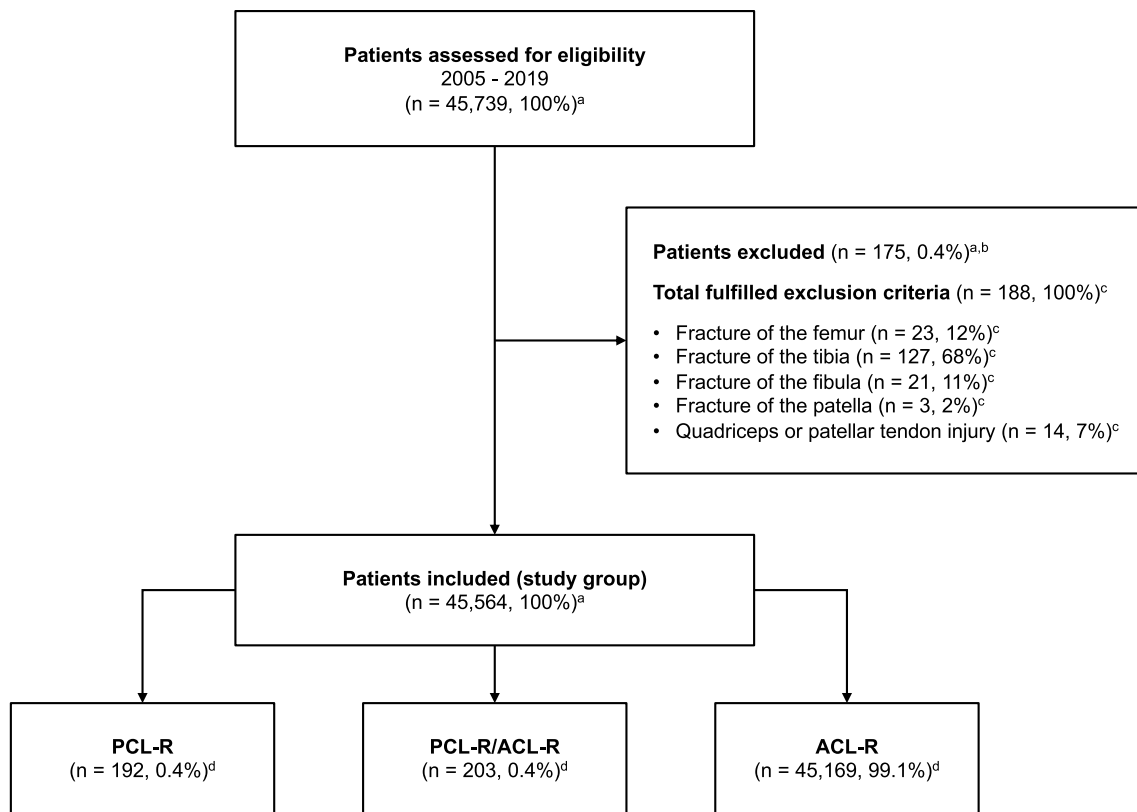 Patients assessed for eligibility
2005 - 2019
(n = 45,739, 100%)ᵃ
Patients excluded (n = 175, 0.4%)ᵃ,ᵇ
Total fulfilled exclusion criteria (n = 188, 100%)ᶜ
• Fracture of the femur (n = 23, 12%)ᶜ
• Fracture of the tibia (n = 127, 68%)ᶜ
• Fracture of the fibula (n = 21, 11%)ᶜ
• Fracture of the patella (n = 3, 2%)ᶜ
• Quadriceps or patellar tendon injury (n = 14, 7%)ᶜ
Patients included (study group)
(n = 45,564, 100%)ᵃ
PCL-R
(n = 192, 0.4%)ᵈ
PCL-R/ACL-R
(n = 203, 0.4%)ᵈ
ACL-R
(n = 45,169, 99.1%)ᵈ